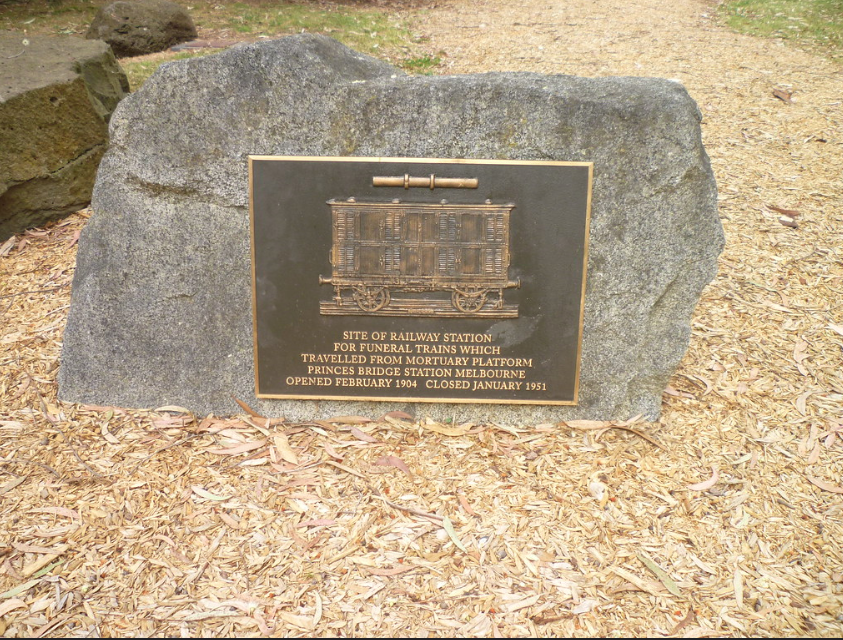 SITE OF RAILWAY STATION
FOR FUNERAL TRAINS WHICH
TRAVELLED FROM MORTUARY PLATFORM
PRINCES BRIDGE STATION MELBOURNE
OPENED FEBRUARY 1904 CLOSED JANUARY 1951